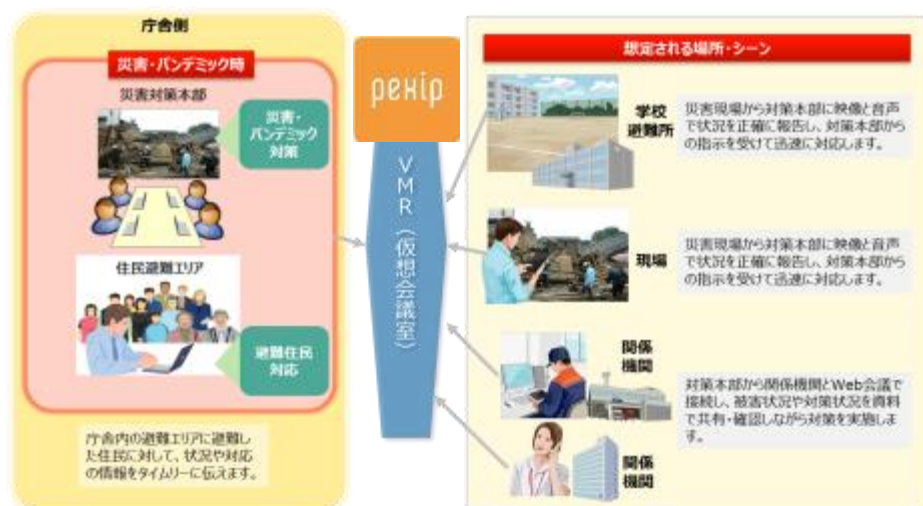 庁舎側
災害・パンデミック時
災害対策本部
災害・
パンデミック
対策
住民避難エリア
避難住民
対応
庁舎内の避難エリアに避難し
た住民に対して、状況や対応
の情報をタイムリーに伝えます。
pexip
VMR（仮想会議室）
想定される場所・シーン
学校
避難所
災害現場から対策本部に映像と音声
で状況を正確に報告し、対策本部から
の指示を受けて迅速に対応します。
現場
災害現場から対策本部に映像と音声
で状況を正確に報告し、対策本部から
の指示を受けて迅速に対応します。
関係
機関
対策本部から関係機関とWeb会議で
接続し、被害状況や対策状況を資料
で共有・確認しながら対策を実施しま
す。
関係
機関